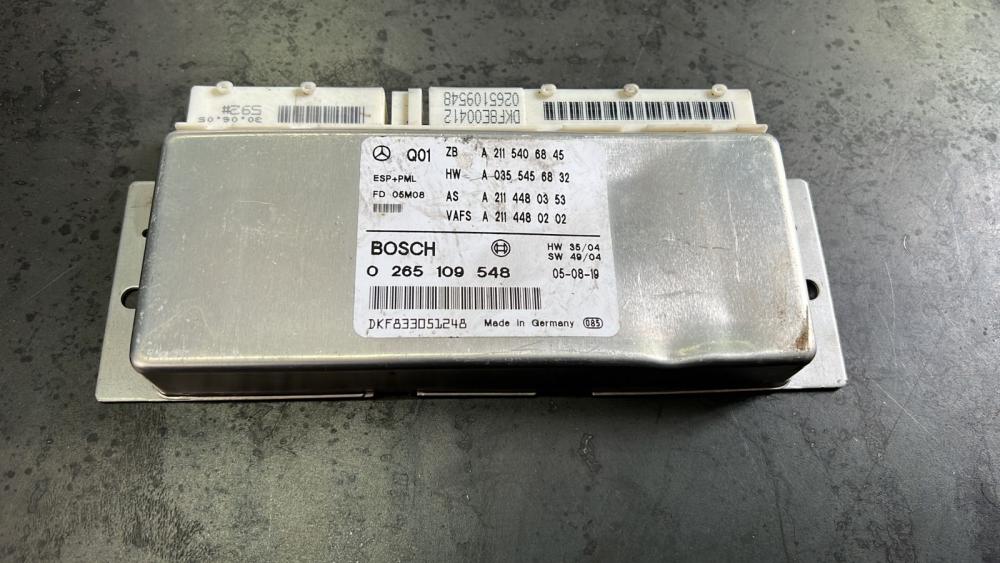 592#
30.06.05
DKF8E00412
0265109548
Q01
ZB A 211 540 68 45
ESP+PML
HW A 035 545 68 32
FD 05M08
AS A 211 448 03 53
VAFS A 211 448 02 02
BOSCH
HW 35/04
SW 49/04
0 265 109 548
05-08-19
DKF833051248 Made in Germany 085